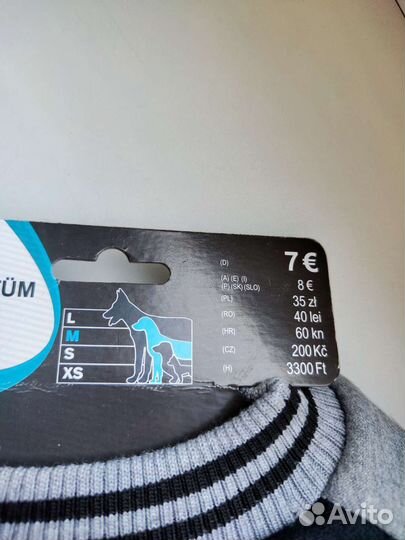 TÜM
L
M
S
XS
(D) 7 €
(A) (E) (I)
(P) (SK) (SLO) 8 €
(PL) 35 zł
(RO) 40 lei
(HR) 60 kn
(CZ) 200 Kč
(H) 3300 Ft
Avito